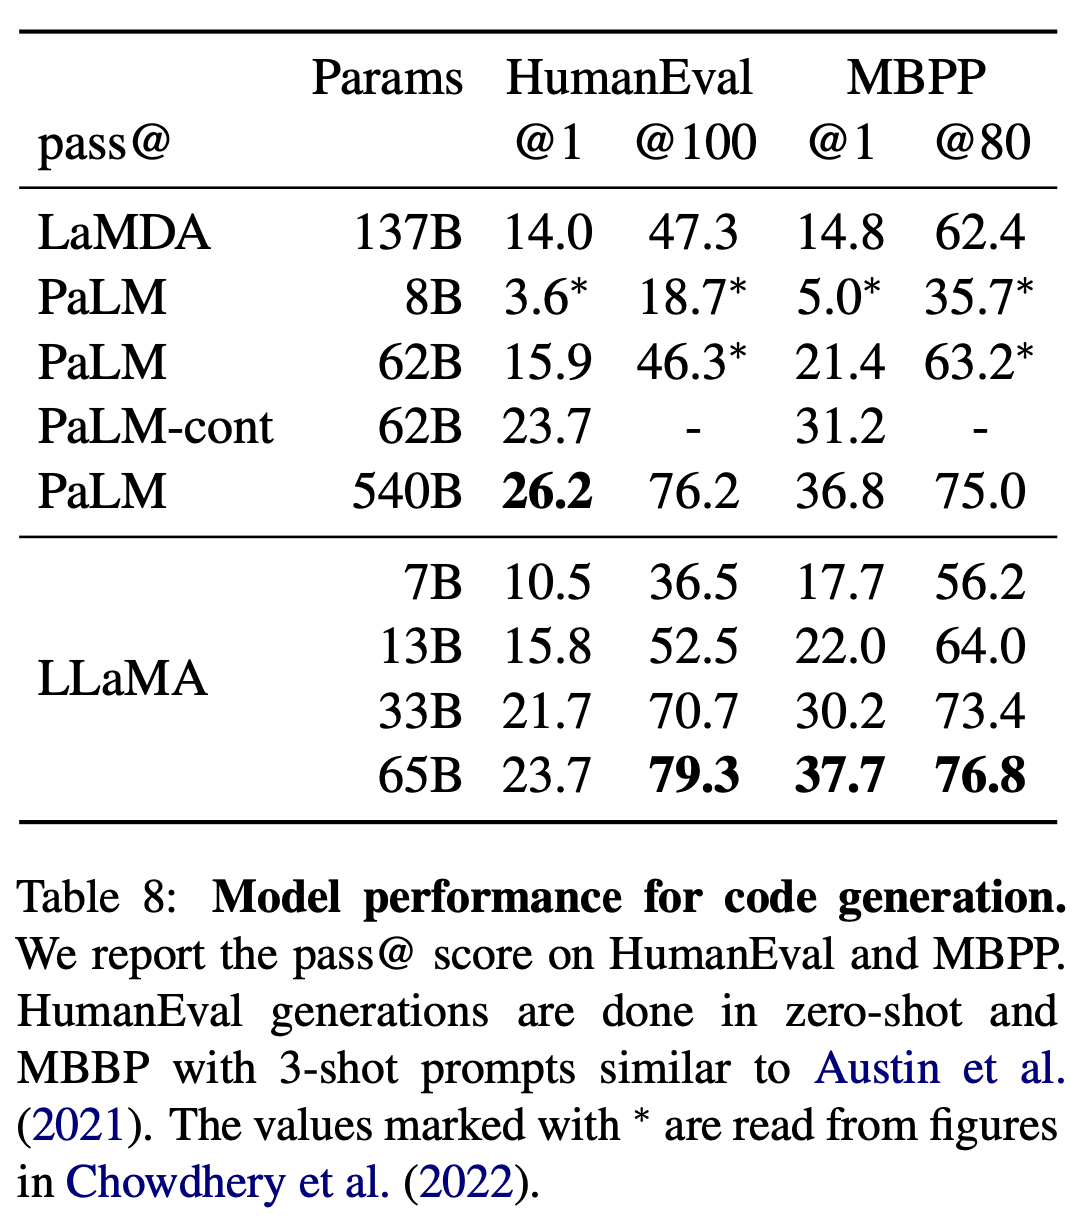 Params HumanEval MBPP
pass@ @1 @100 @1 @80
LaMDA 137B 14.0 47.3 14.8 62.4
PaLM 8B 3.6* 18.7* 5.0* 35.7*
PaLM 62B 15.9 46.3* 21.4 63.2*
PaLM-cont 62B 23.7 - 31.2 -
PaLM 540B 26.2 76.2 36.8 75.0
LLaMA
7B 10.5 36.5 17.7 56.2
13B 15.8 52.5 22.0 64.0
33B 21.7 70.7 30.2 73.4
65B 23.7 79.3 37.7 76.8
Table 8: Model performance for code generation.
We report the pass@ score on HumanEval and MBPP.
HumanEval generations are done in zero-shot and
MBBP with 3-shot prompts similar to Austin et al.
(2021). The values marked with * are read from figures
in Chowdhery et al. (2022).